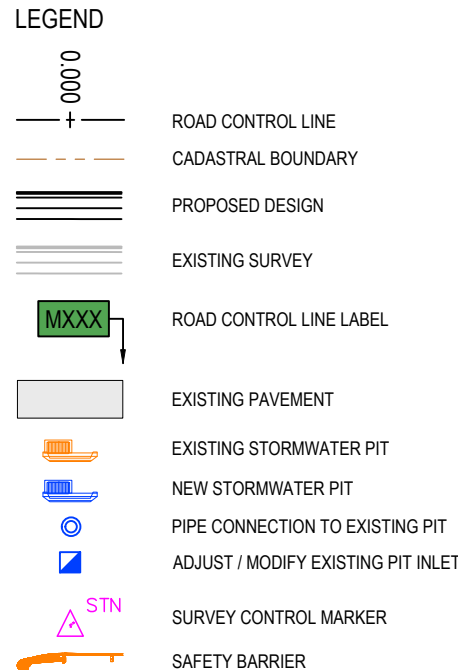 LEGEND
0.000
ROAD CONTROL LINE
CADASTRAL BOUNDARY
PROPOSED DESIGN
EXISTING SURVEY
MXXX
ROAD CONTROL LINE LABEL
EXISTING PAVEMENT
EXISTING STORMWATER PIT
NEW STORMWATER PIT
PIPE CONNECTION TO EXISTING PIT
ADJUST / MODIFY EXISTING PIT INLET
STN
SURVEY CONTROL MARKER
SAFETY BARRIER